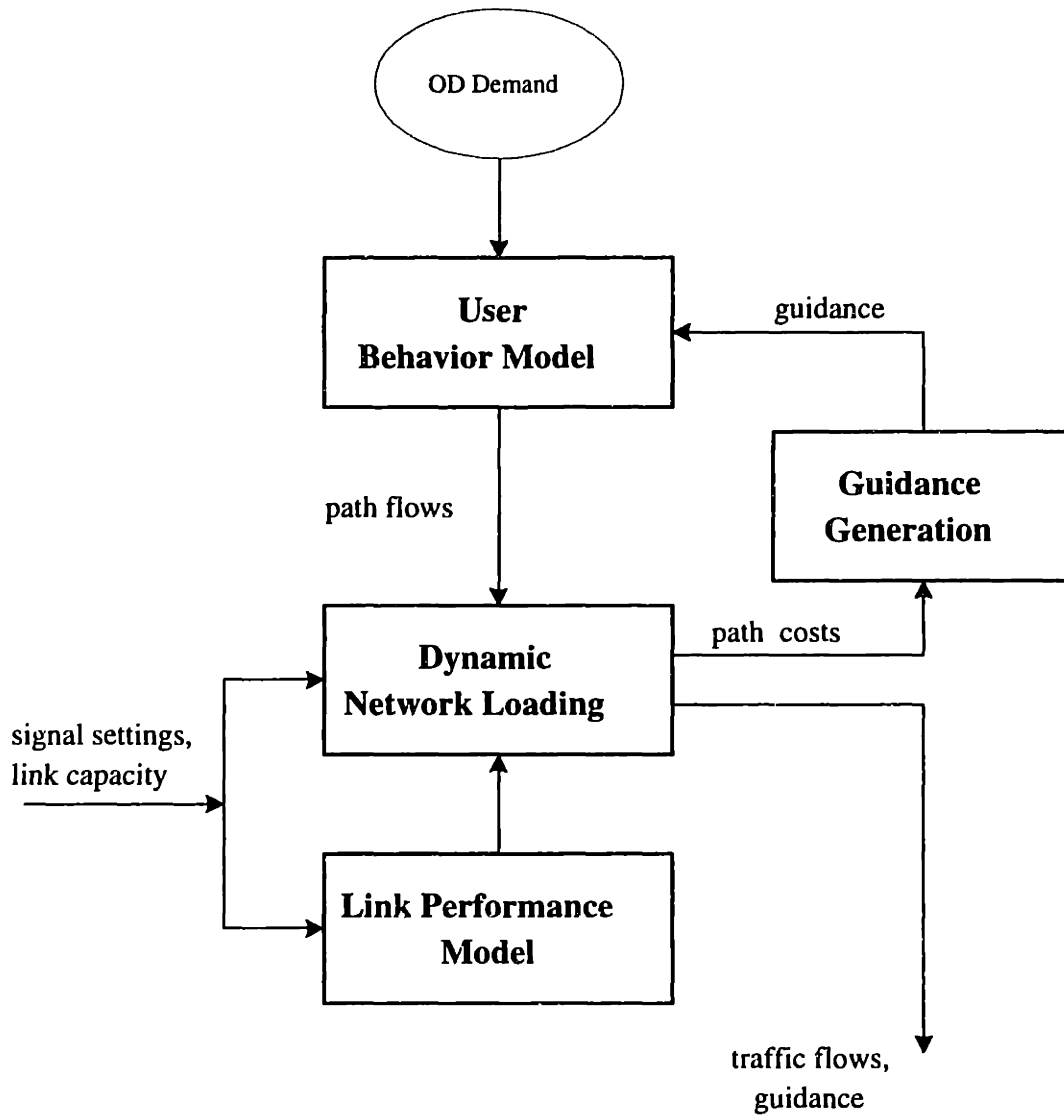 OD Demand
User
Behavior Model
guidance
Guidance
Generation
path flows
Dynamic
Network Loading
path costs
signal settings,
link capacity
Link Performance
Model
traffic flows,
guidance